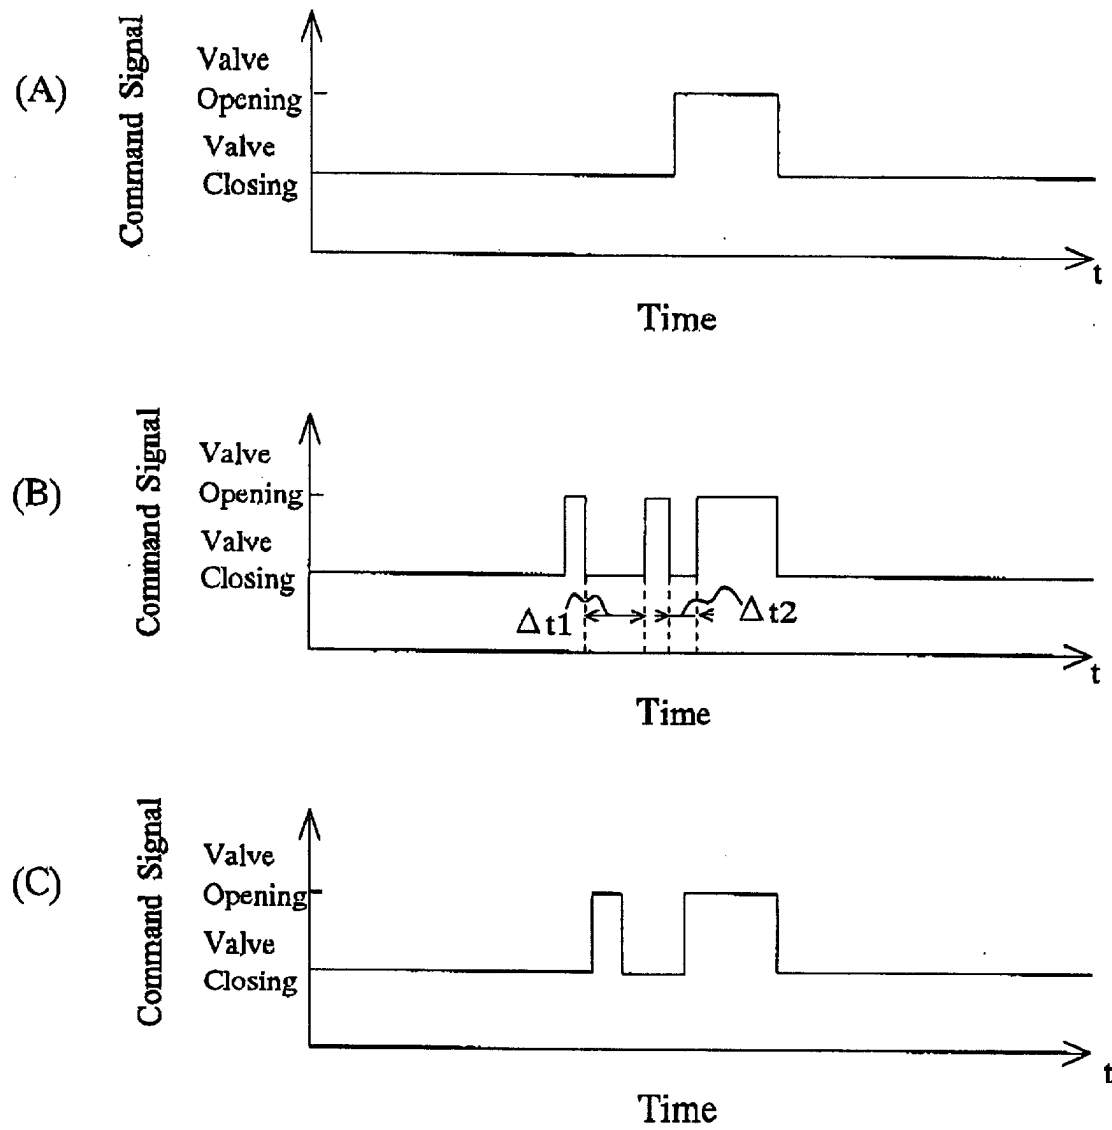 (A)
Command Signal
Valve
Opening
Valve
Closing
t
Time
(B)
Command Signal
Valve
Opening
Valve
Closing
Δt1
Δt2
t
Time
(C)
Command Signal
Valve
Opening
Valve
Closing
t
Time